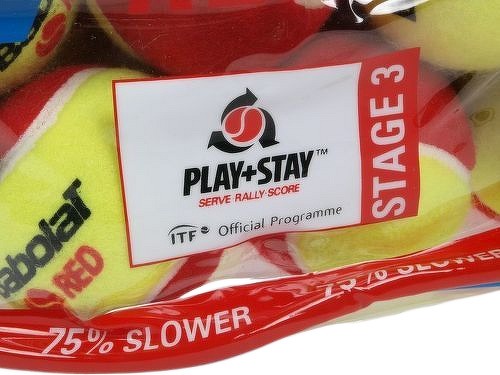 PLAY+STAY™
SERVE RALLY SCORE
ITF Official Programme
STAGE 3
Babolat
RED
75% SLOWER
75% SLOWER